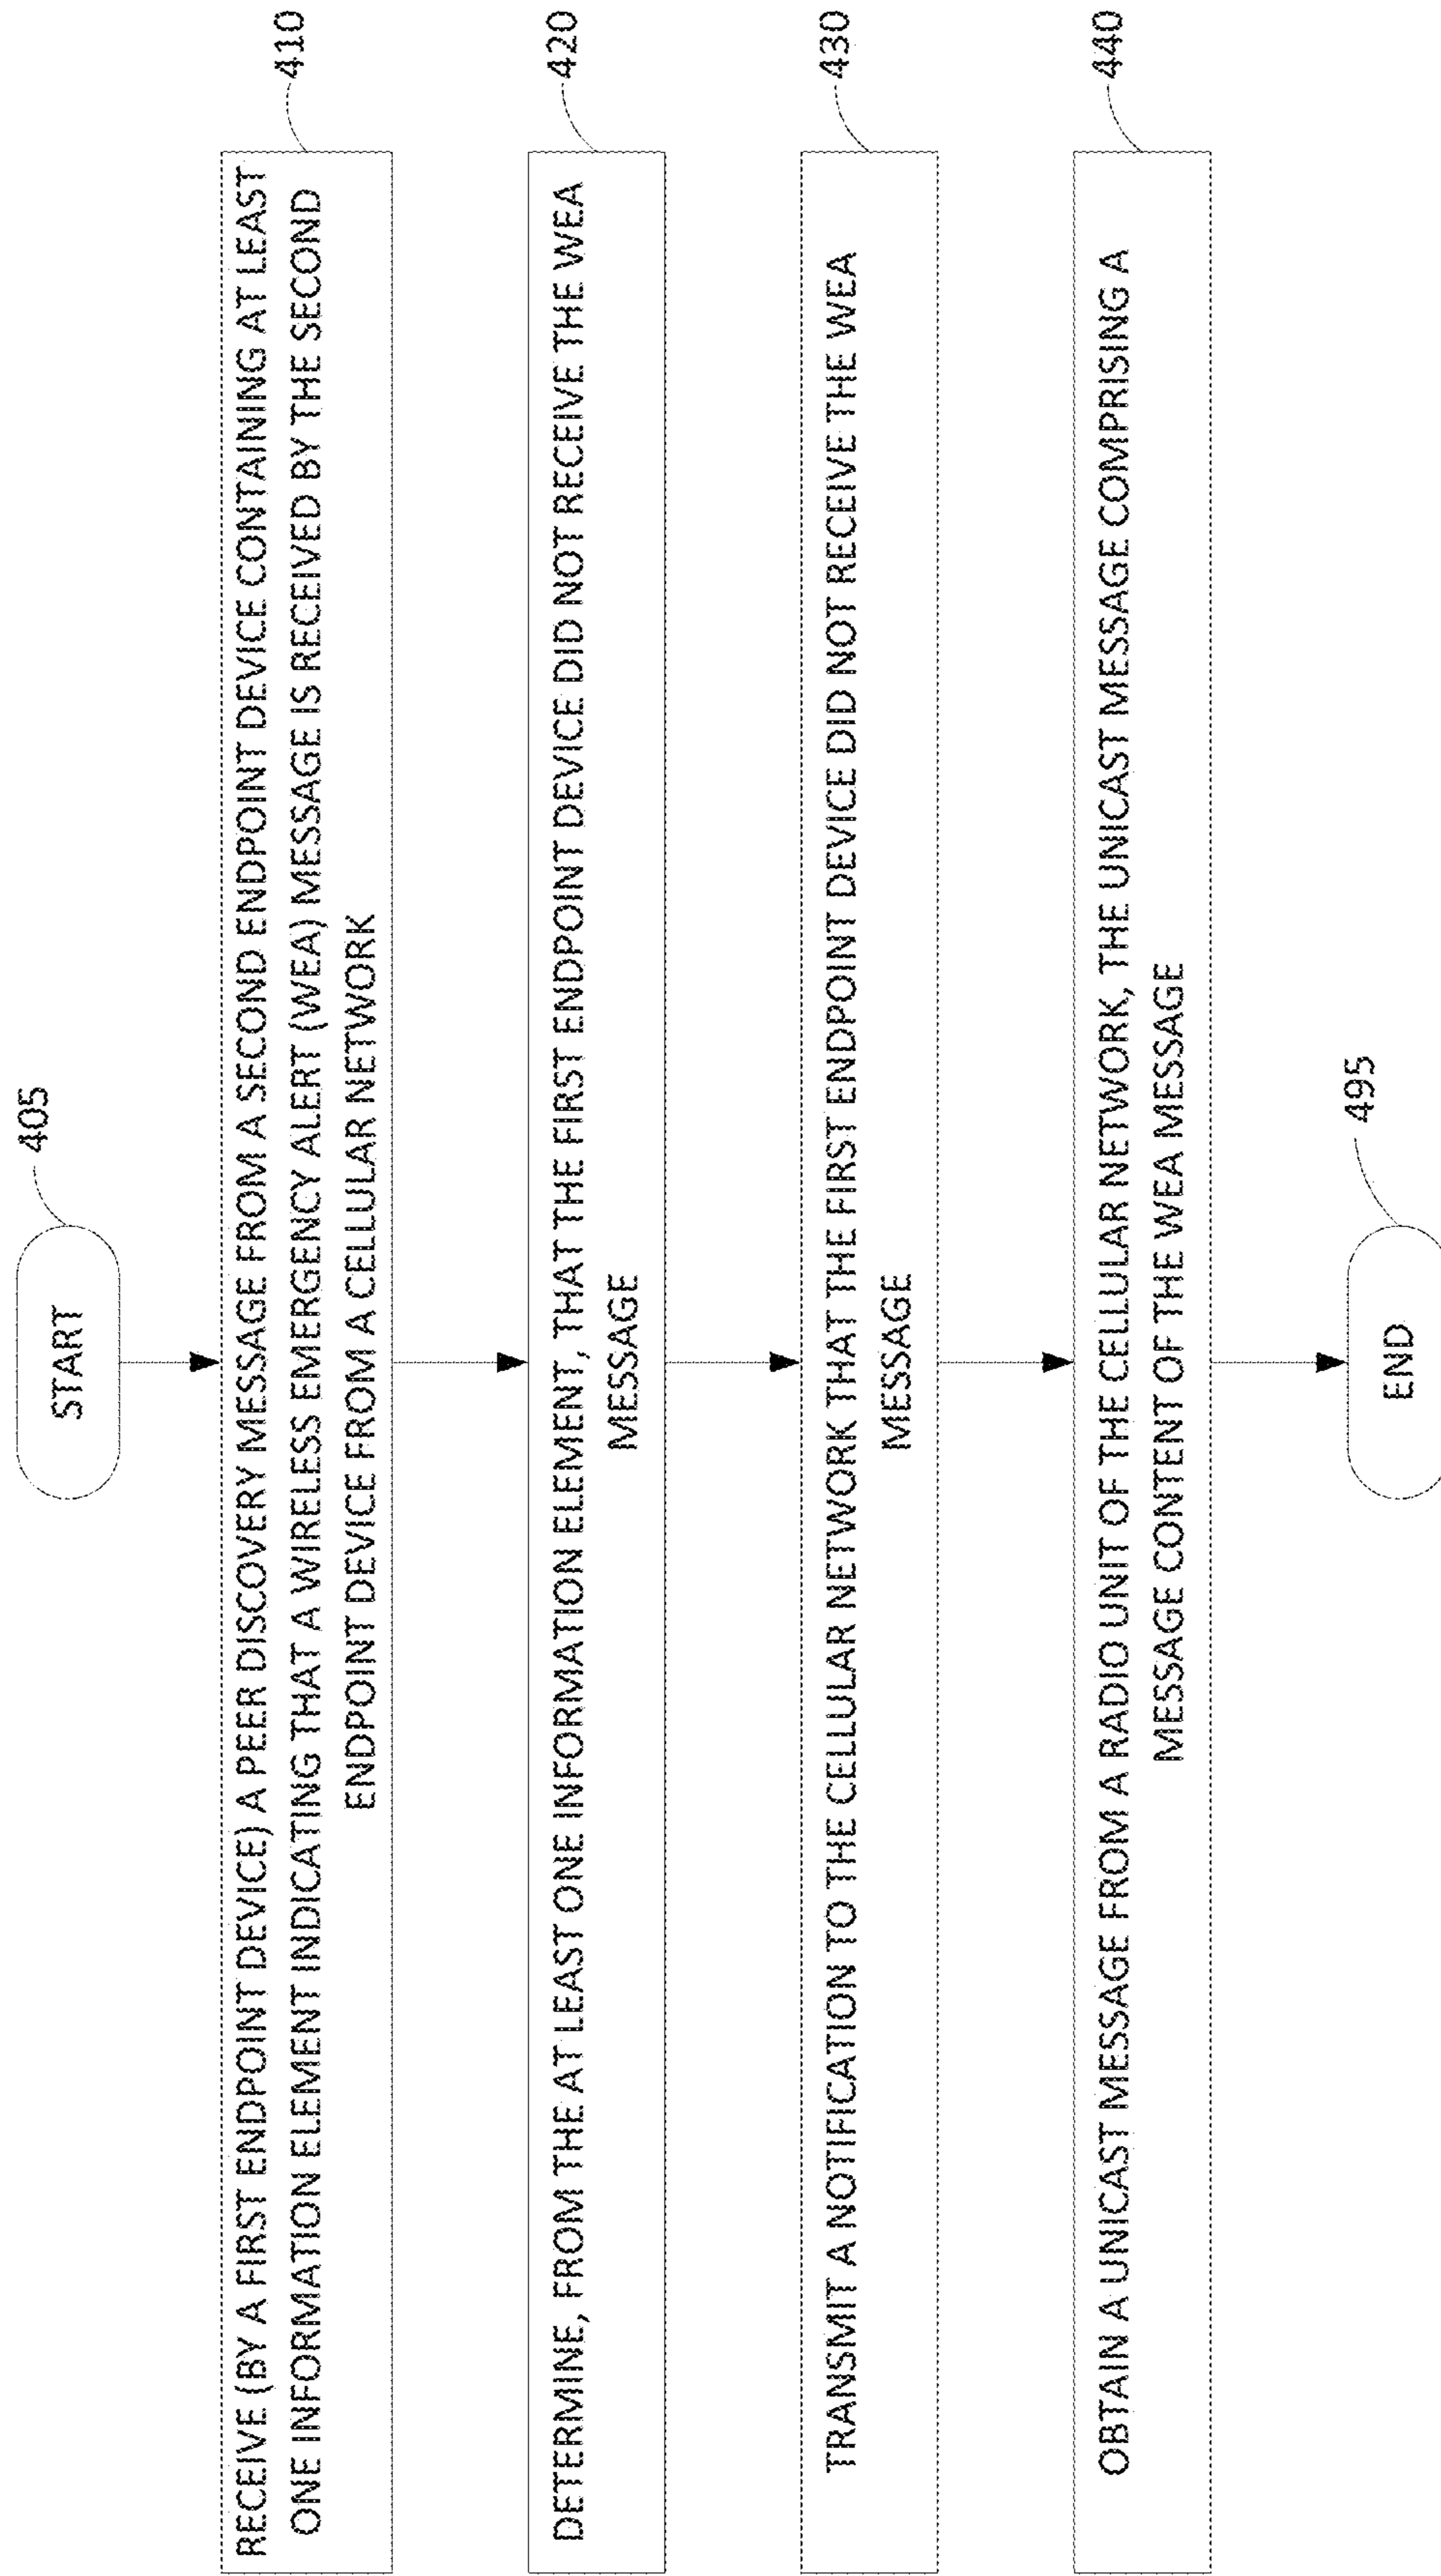 405
START
410
RECEIVE (BY A FIRST ENDPOINT DEVICE) A PEER DISCOVERY MESSAGE FROM A SECOND ENDPOINT DEVICE CONTAINING AT LEAST
ONE INFORMATION ELEMENT INDICATING THAT A WIRELESS EMERGENCY ALERT (WEA) MESSAGE IS RECEIVED BY THE SECOND
ENDPOINT DEVICE FROM A CELLULAR NETWORK
420
DETERMINE, FROM THE AT LEAST ONE INFORMATION ELEMENT, THAT THE FIRST ENDPOINT DEVICE DID NOT RECEIVE THE WEA
MESSAGE
430
TRANSMIT A NOTIFICATION TO THE CELLULAR NETWORK THAT THE FIRST ENDPOINT DEVICE DID NOT RECEIVE THE WEA
MESSAGE
440
OBTAIN A UNICAST MESSAGE FROM A RADIO UNIT OF THE CELLULAR NETWORK, THE UNICAST MESSAGE COMPRISING A
MESSAGE CONTENT OF THE WEA MESSAGE
495
END